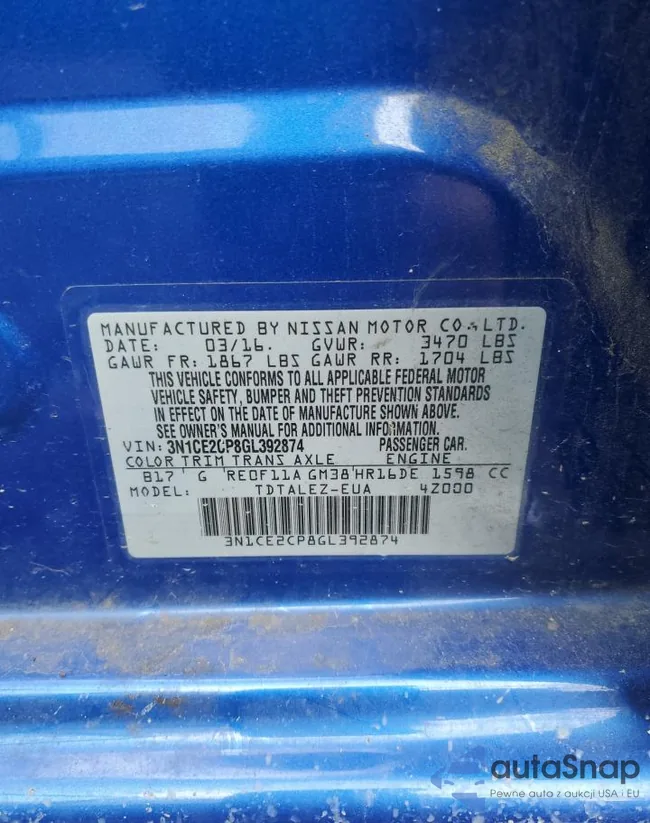 MANUFACTURED BY NISSAN MOTOR CO., LTD.
DATE: 03/16. GVWR: 3470 LBS
GAWR FR: 1867 LBS GAWR RR: 1704 LBS
THIS VEHICLE CONFORMS TO ALL APPLICABLE FEDERAL MOTOR
VEHICLE SAFETY, BUMPER AND THEFT PREVENTION STANDARDS
IN EFFECT ON THE DATE OF MANUFACTURE SHOWN ABOVE.
SEE OWNER'S MANUAL FOR ADDITIONAL INFORMATION.
VIN: 3N1CE2CP8GL392874 PASSENGER CAR.
COLOR TRIM TRANS AXLE ENGINE
B17 G RE0F11A GM38 HR16DE 1598 CC
MODEL: TDTALEZ-EUA 4Z000
3N1CE2CP8GL392874
autaSnap
Pewne auta z aukcji USA i EU